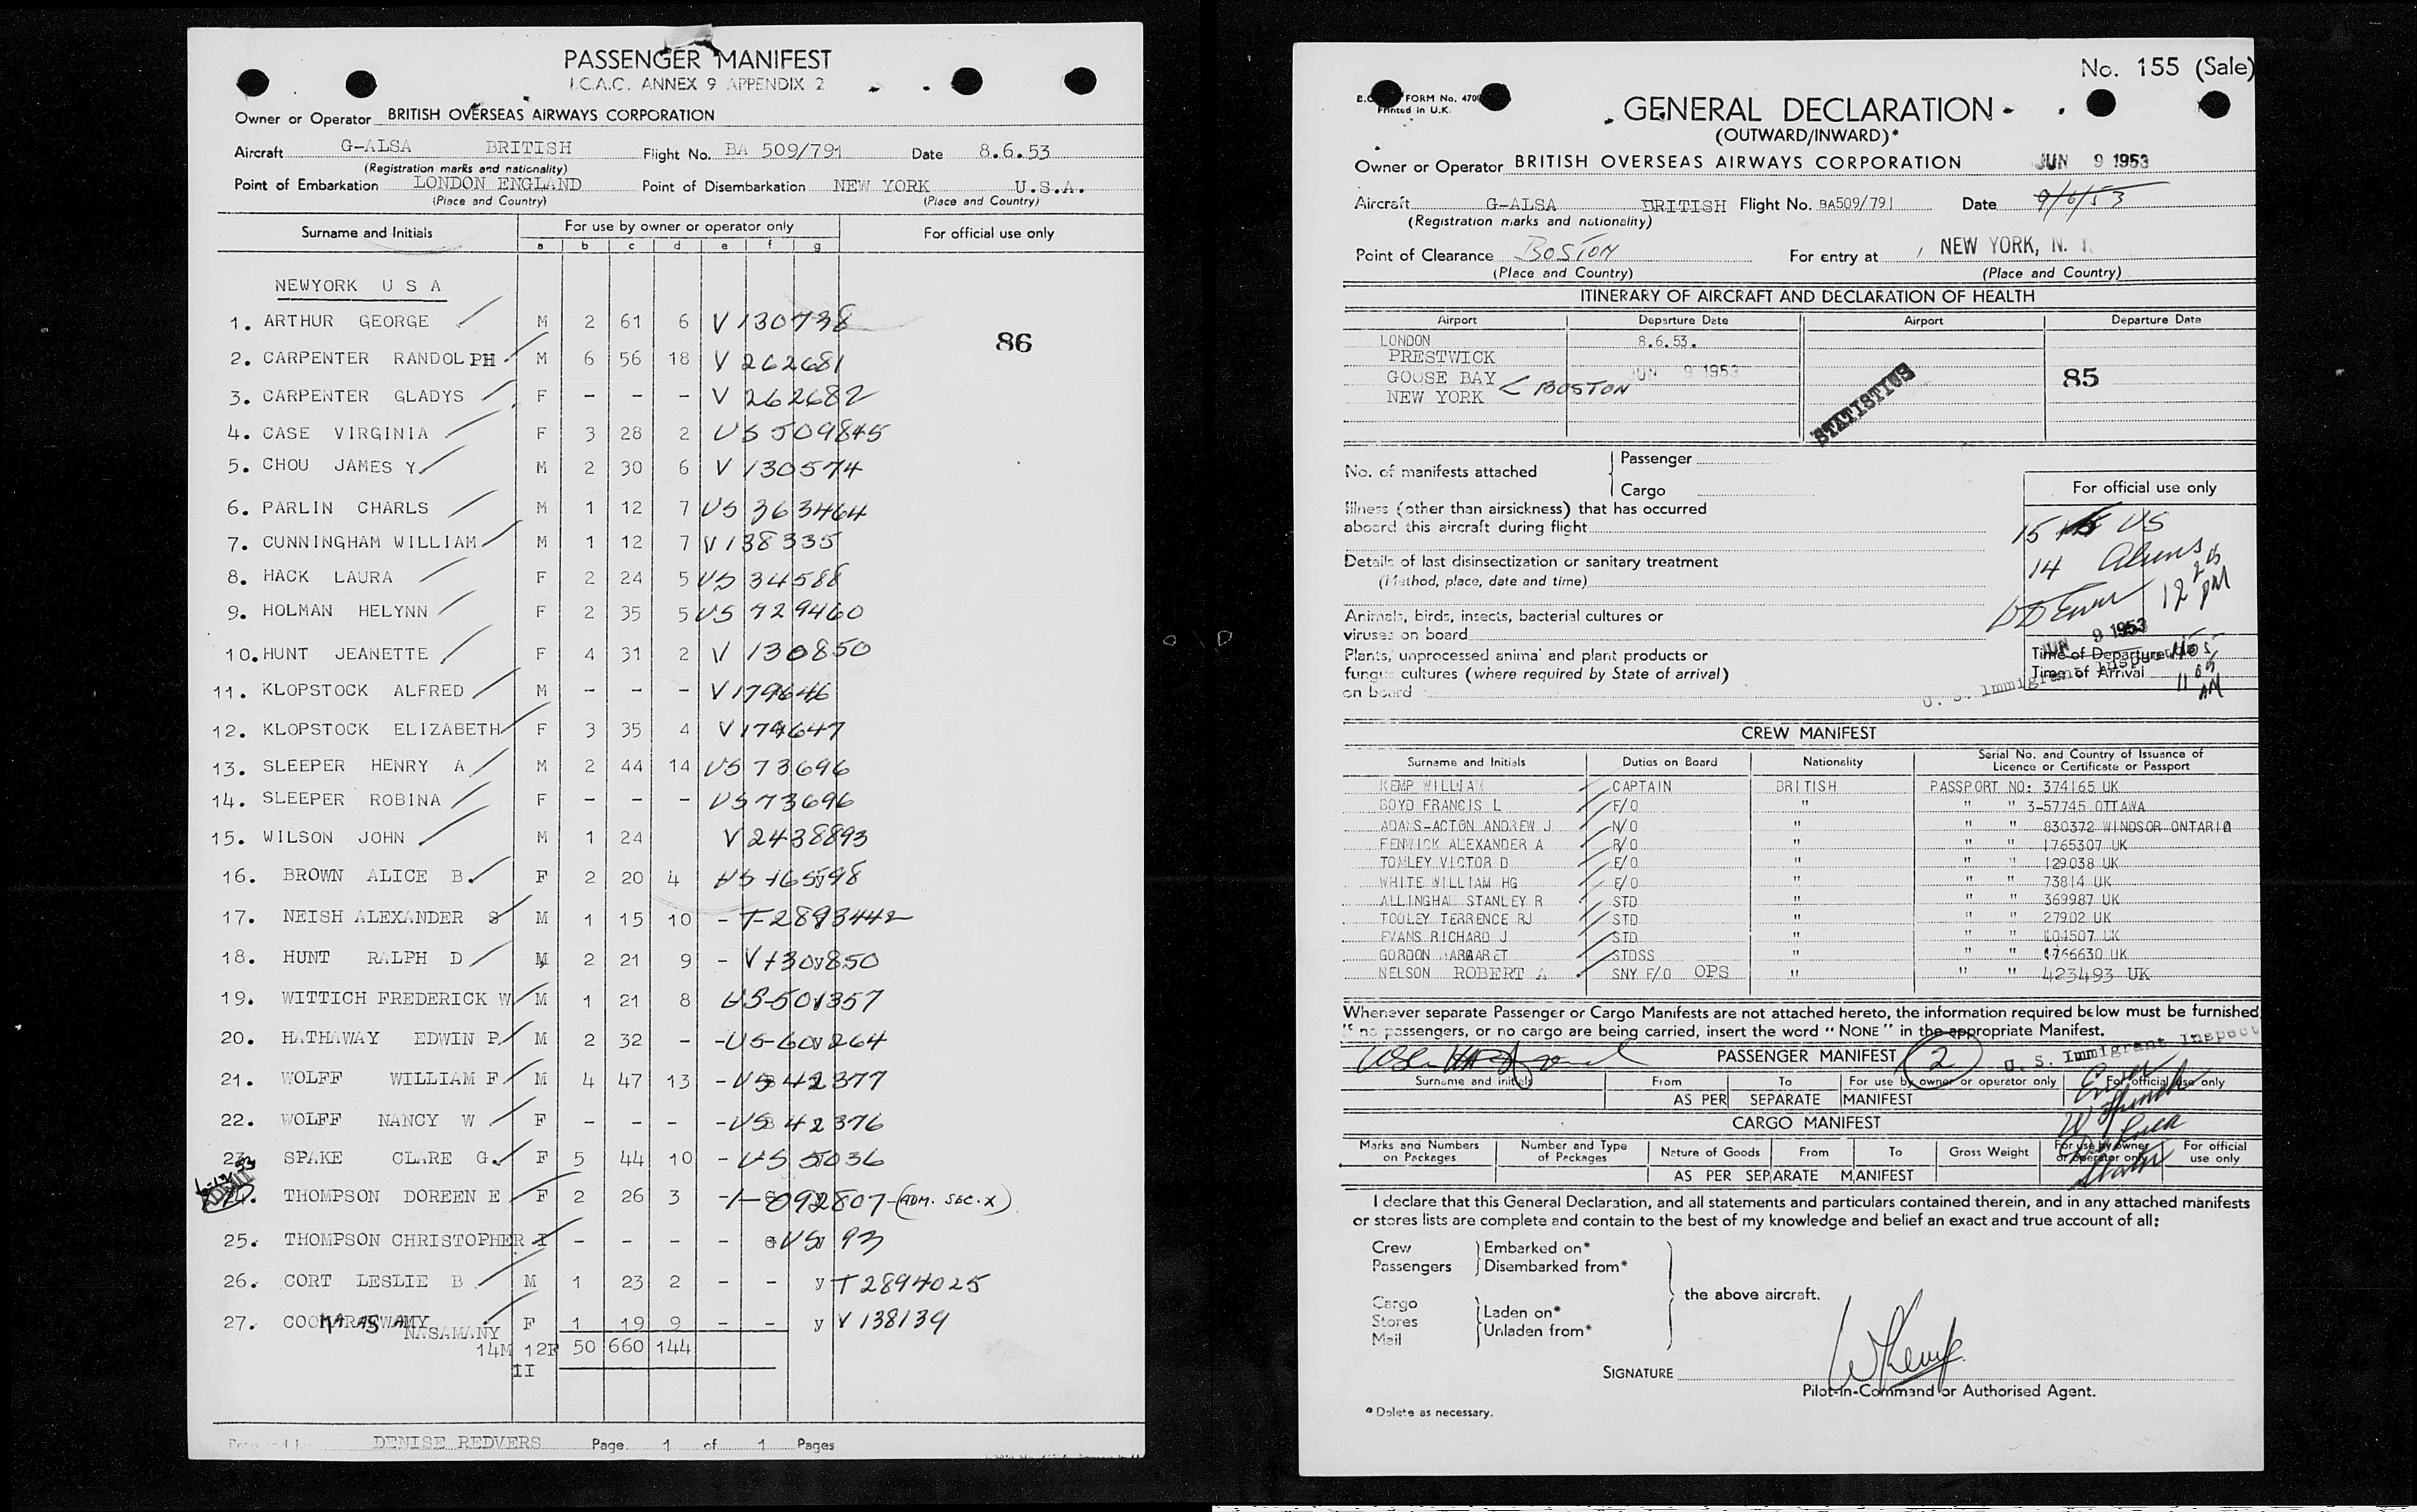 PASSENGER MANIFEST
I.C.A.C. ANNEX 9 APPENDIX 2
Owner or Operator BRITISH OVERSEAS AIRWAYS CORPORATION
Aircraft G-ALSA BRITISH Flight No. BA 509/791 Date 8.6.53
(Registration marks and nationality)
Point of Embarkation LONDON ENGLAND Point of Disembarkation NEW YORK U.S.A.
(Place and Country) (Place and Country)
Surname and Initials For use by owner or operator only For official use only
a b c d e f g
NEWYORK U S A
86
1. ARTHUR GEORGE M 2 61 6 V 130738
2. CARPENTER RANDOLPH M 6 56 18 V 262681
3. CARPENTER GLADYS F - - - V 262682
4. CASE VIRGINIA F 3 28 2 US 509845
5. CHOU JAMES Y M 2 30 6 V 130574
6. PARLIN CHARLS M 1 12 7 US 363464
7. CUNNINGHAM WILLIAM M 1 12 7 V 138335
8. HACK LAURA F 2 24 5 US 34588
9. HOLMAN HELYNN F 2 35 5 US 729460
10. HUNT JEANETTE F 4 31 2 V 130850
11. KLOPSTOCK ALFRED M - - - V 179646
12. KLOPSTOCK ELIZABETH F 3 35 4 V 179647
13. SLEEPER HENRY A M 2 44 14 US 73696
14. SLEEPER ROBINA F - - - US 73696
15. WILSON JOHN M 1 24 V 2438893
16. BROWN ALICE B. F 2 20 4 US 165598
17. NEISH ALEXANDER S M 1 15 10 - T-2893442
18. HUNT RALPH D M 2 21 9 - V 130850
19. WITTICH FREDERICK W M 1 21 8 US-501357
20. HATHAWAY EDWIN P. M 2 32 - -US-60264
21. WOLFF WILLIAM F M 4 47 13 -US 42377
22. WOLFF NANCY W F - - - -US 42376
23. SPAKE CLARE G. F 5 44 10 - US 55036
THOMPSON DOREEN E F 2 26 3 -I-092807-(ADM. SEC. X)
25. THOMPSON CHRISTOPHER I - - - - US 93
26. CORT LESLIE B M 1 23 2 - - y T 2894025
27. COOMARASWAMY NASAMANY F 1 19 9 - - y V 138139
14M 12F 50 660 144
II
DENISE REDVERS Page 1 of 1 Pages
No. 155 (Sale)
FORM No.
Printed in U.K.
GENERAL DECLARATION
(OUTWARD/INWARD)*
Owner or Operator BRITISH OVERSEAS AIRWAYS CORPORATION JUN 9 1953
Aircraft G-ALSA BRITISH Flight No. BA509/791 Date 9/6/53
(Registration marks and nationality)
Point of Clearance BOSTON For entry at NEW YORK, N. Y.
(Place and Country) (Place and Country)
ITINERARY OF AIRCRAFT AND DECLARATION OF HEALTH
Airport Departure Date Airport Departure Date
LONDON 8.6.53.
PRESTWICK
GOOSE BAY JUN 9 1953
< BOSTON
NEW YORK
STATISTICS
85
No. of manifests attached Passenger
Cargo
For official use only
Illness (other than airsickness) that has occurred
aboard this aircraft during flight
15 US
14 Aliens
Details of last disinsectization or sanitary treatment
(Method, place, date and time)
12 25 PM
Animals, birds, insects, bacterial cultures or
viruses on board
JUN 9 1953
Plants, unprocessed animal and plant products or
fungus cultures (where required by State of arrival)
on board
Time of Departure
Time of Arrival 11 05 AM
U. S. Immigrant Inspector
CREW MANIFEST
Surname and Initials Duties on Board Nationality Serial No. and Country of Issuance of
Licence or Certificate or Passport
KEMP WILLIAM CAPTAIN BRITISH PASSPORT NO: 374165 UK
BOYD FRANCIS L F/O " " " 3-57745 OTTAWA
ADAMS-ACTON ANDREW J N/O " " " 830372 WINDSOR ONTARIO
FENWICK ALEXANDER A R/O " " " 1765307 UK
TOMLEY VICTOR D E/O " " " 129038 UK
WHITE WILLIAM HG E/O " " " 73814 UK
ALLINGHAM STANLEY R STD " " " 369987 UK
TOOLEY TERRENCE RJ STD " " " 27902 UK
EVANS RICHARD J STD " " " 104507 UK
GORDON MARGARET STDSS " " " 1766630 UK
NELSON ROBERT A SNY F/O OPS " " " 423493 UK
Whenever separate Passenger or Cargo Manifests are not attached hereto, the information required below must be furnished
If no passengers, or no cargo are being carried, insert the word "NONE" in the appropriate Manifest.
PASSENGER MANIFEST 2 U. S. Immigrant Inspect
Surname and initials From To For use by owner or operator only For official use only
AS PER SEPARATE MANIFEST
CARGO MANIFEST
Marks and Numbers on Packages Number and Type of Packages Nature of Goods From To Gross Weight For use by owner or operator only For official use only
AS PER SEPARATE MANIFEST
I declare that this General Declaration, and all statements and particulars contained therein, and in any attached manifests
or stores lists are complete and contain to the best of my knowledge and belief an exact and true account of all:
Crew Embarked on*
Passengers Disembarked from*
the above aircraft.
Cargo Laden on*
Stores
Mail Unladen from*
SIGNATURE W Kemp
Pilot-in-Command or Authorised Agent.
* Delete as necessary.